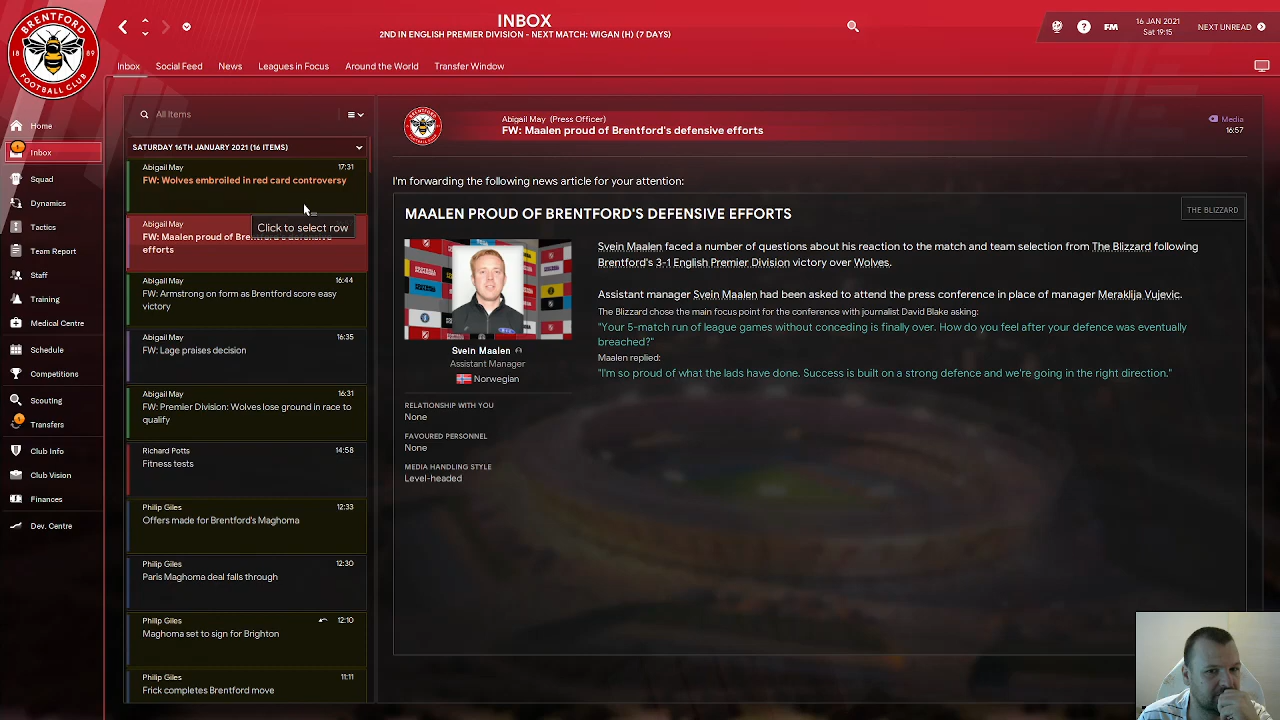 BRENTFORD
18 89
FOOTBALL CLUB
INBOX
2ND IN ENGLISH PREMIER DIVISION - NEXT MATCH: WIGAN (H) (7 DAYS)
FM
16 JAN 2021
Sat 19:15
NEXT UNREAD
Inbox
Social Feed
News
Leagues in Focus
Around the World
Transfer Window
Home
Inbox
Squad
Dynamics
Tactics
Team Report
Staff
Training
Medical Centre
Schedule
Competitions
Scouting
Transfers
Club Info
Club Vision
Finances
Dev. Centre
All Items
SATURDAY 16TH JANUARY 2021 (16 ITEMS)
Abigail May 17:31
FW: Wolves embroiled in red card controversy
Click to select row
Abigail May
FW: Maalen proud of Brentford's defensive
efforts
Abigail May 16:44
FW: Armstrong on form as Brentford score easy
victory
Abigail May 16:35
FW: Lage praises decision
Abigail May 16:31
FW: Premier Division: Wolves lose ground in race to
qualify
Richard Potts 14:58
Fitness tests
Philip Giles 12:33
Offers made for Brentford's Maghoma
Philip Giles 12:30
Paris Maghoma deal falls through
Philip Giles 12:10
Maghoma set to sign for Brighton
Philip Giles 11:11
Frick completes Brentford move
Abigail May (Press Officer)
FW: Maalen proud of Brentford's defensive efforts
Media
16:57
I'm forwarding the following news article for your attention:
MAALEN PROUD OF BRENTFORD'S DEFENSIVE EFFORTS
THE BLIZZARD
Svein Maalen
Assistant Manager
Norwegian
RELATIONSHIP WITH YOU
None
FAVOURED PERSONNEL
None
MEDIA HANDLING STYLE
Level-headed
Svein Maalen faced a number of questions about his reaction to the match and team selection from The Blizzard following
Brentford's 3-1 English Premier Division victory over Wolves.
Assistant manager Svein Maalen had been asked to attend the press conference in place of manager Meraklija Vujevic.
The Blizzard chose the main focus point for the conference with journalist David Blake asking:
"Your 5-match run of league games without conceding is finally over. How do you feel after your defence was eventually
breached?"
Maalen replied:
"I'm so proud of what the lads have done. Success is built on a strong defence and we're going in the right direction."